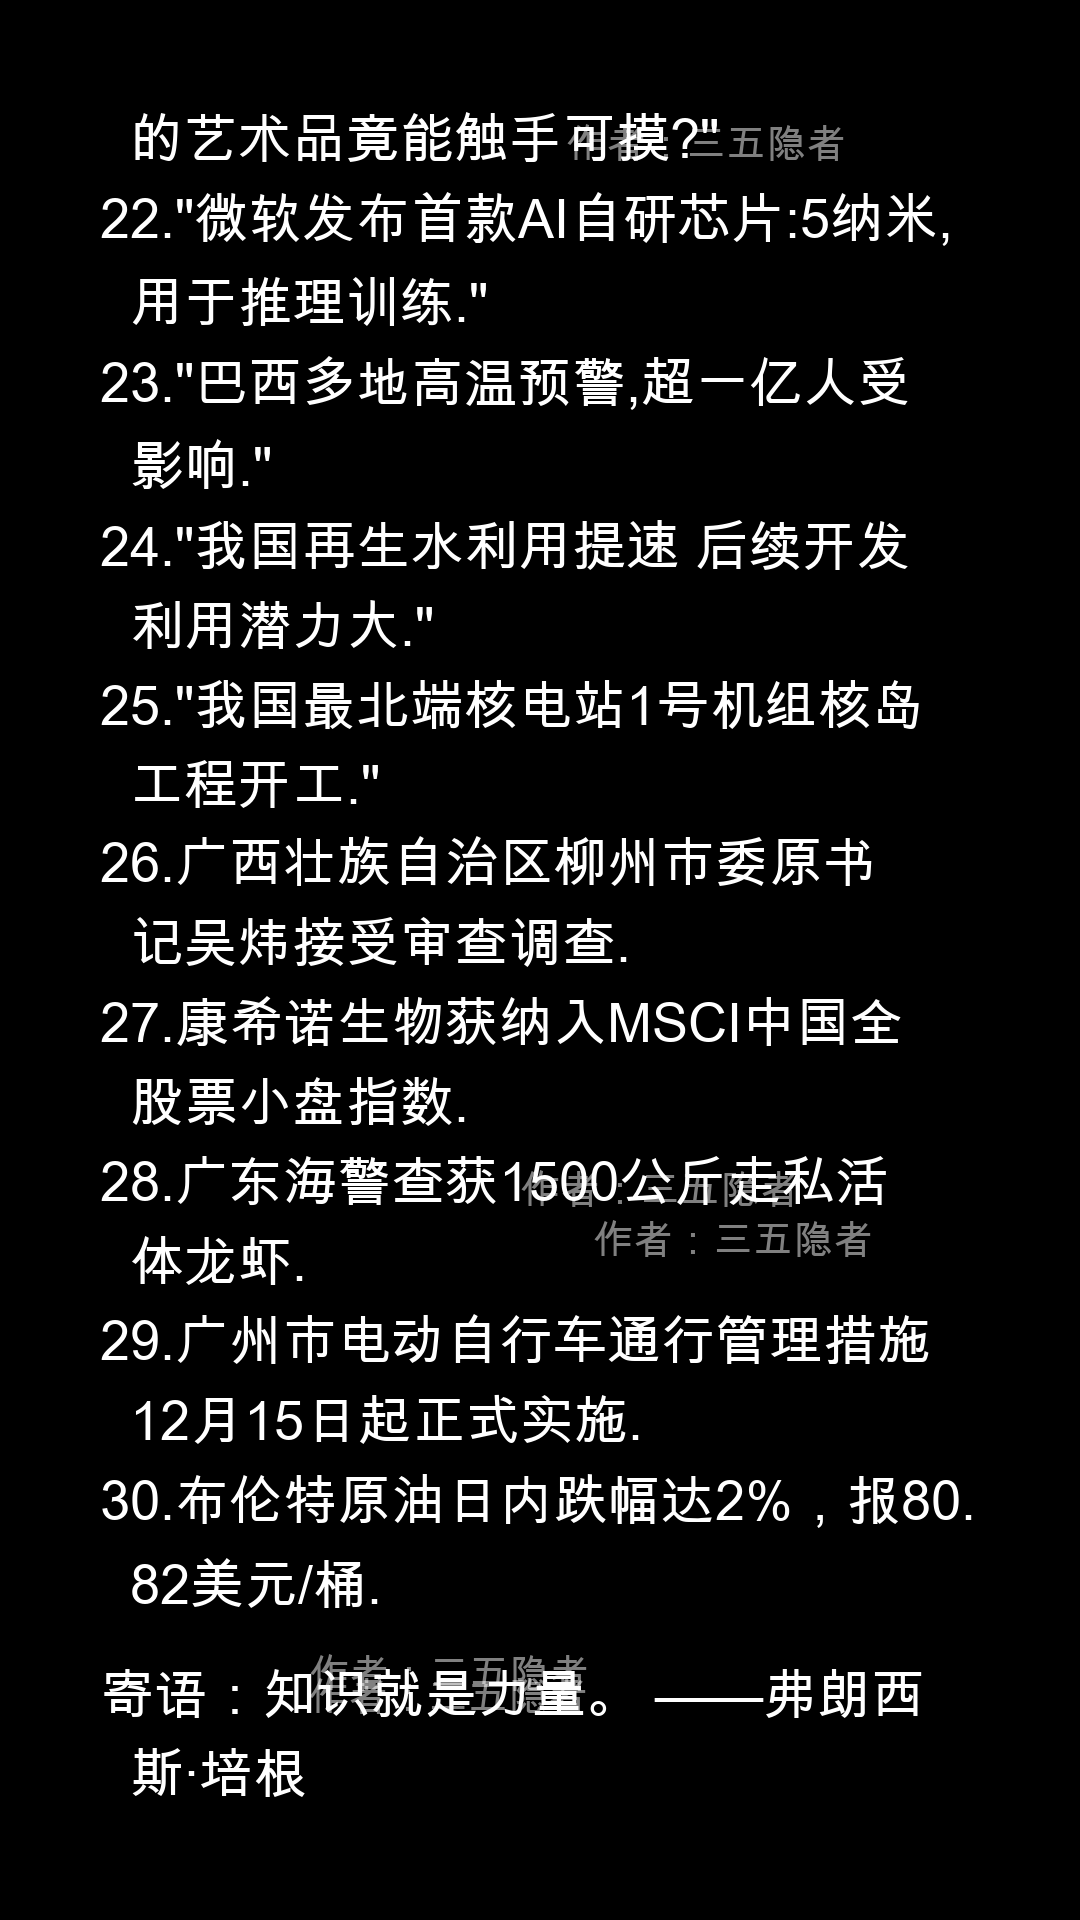 的艺术品竟能触手可摸?"
作者：三五隐者
22."微软发布首款AI自研芯片:5纳米,
用于推理训练."
23."巴西多地高温预警,超一亿人受
影响."
24."我国再生水利用提速 后续开发
利用潜力大."
25."我国最北端核电站1号机组核岛
工程开工."
26.广西壮族自治区柳州市委原书
记吴炜接受审查调查.
27.康希诺生物获纳入MSCI中国全
股票小盘指数.
28.广东海警查获1500公斤走私活
作者：三五隐者
作者：三五隐者
体龙虾.
29.广州市电动自行车通行管理措施
12月15日起正式实施.
30.布伦特原油日内跌幅达2%，报80.
82美元/桶.
作者：三五隐者
作者：三五隐者
寄语：知识就是力量。 ——弗朗西
斯·培根